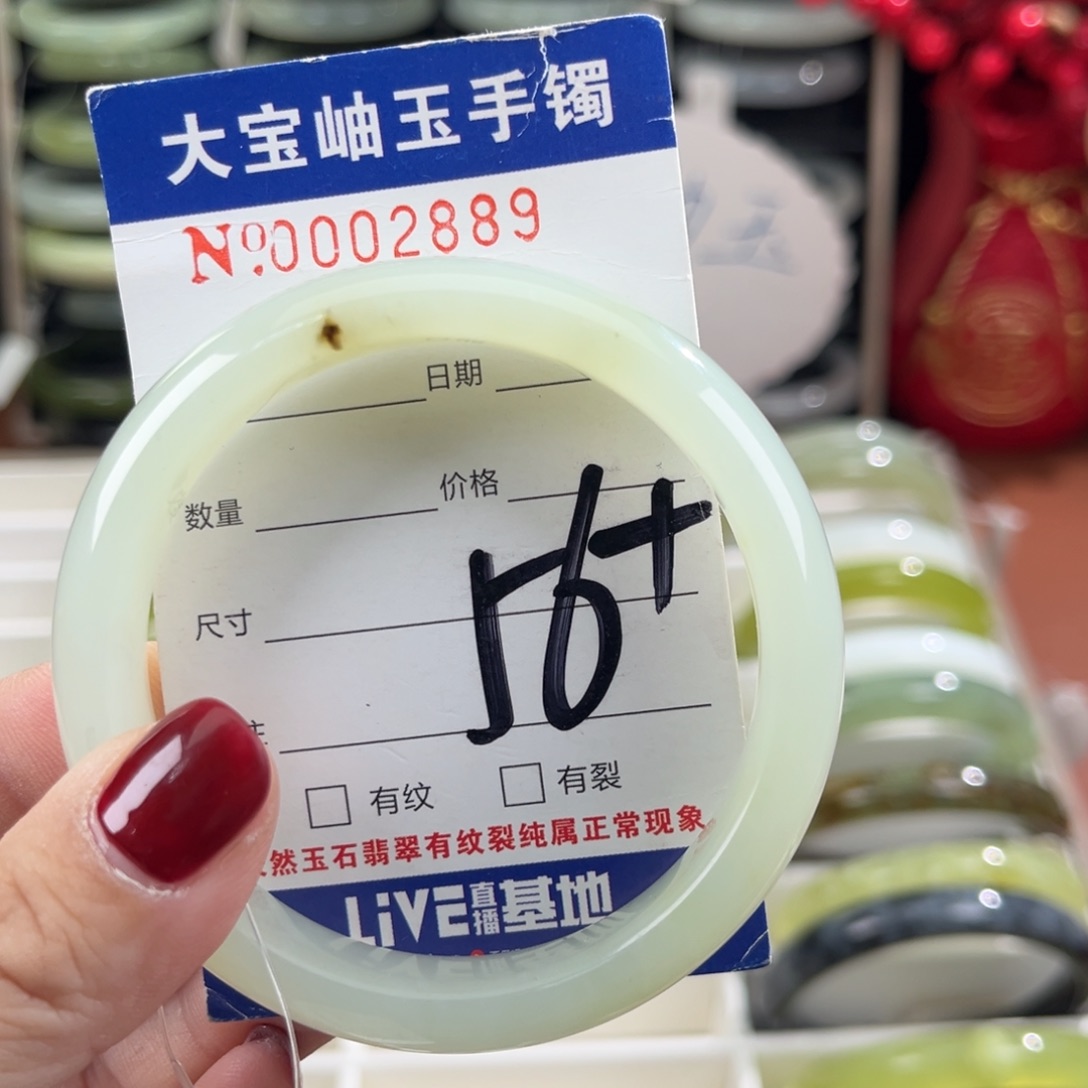 大宝岫玉手镯
No.0002889
日期
数量 价格
尺寸
56+
有纹 有裂
然玉石翡翠有纹裂纯属正常现象
LiVE直播基地